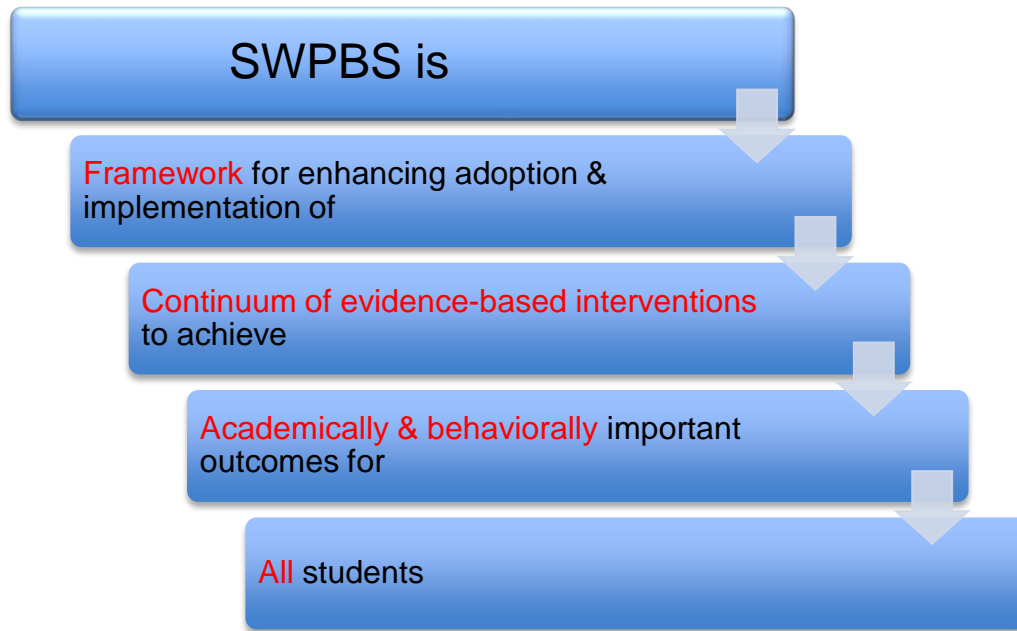 SWPBS is
Framework for enhancing adoption &
implementation of
Continuum of evidence-based interventions
to achieve
Academically & behaviorally important
outcomes for
All students